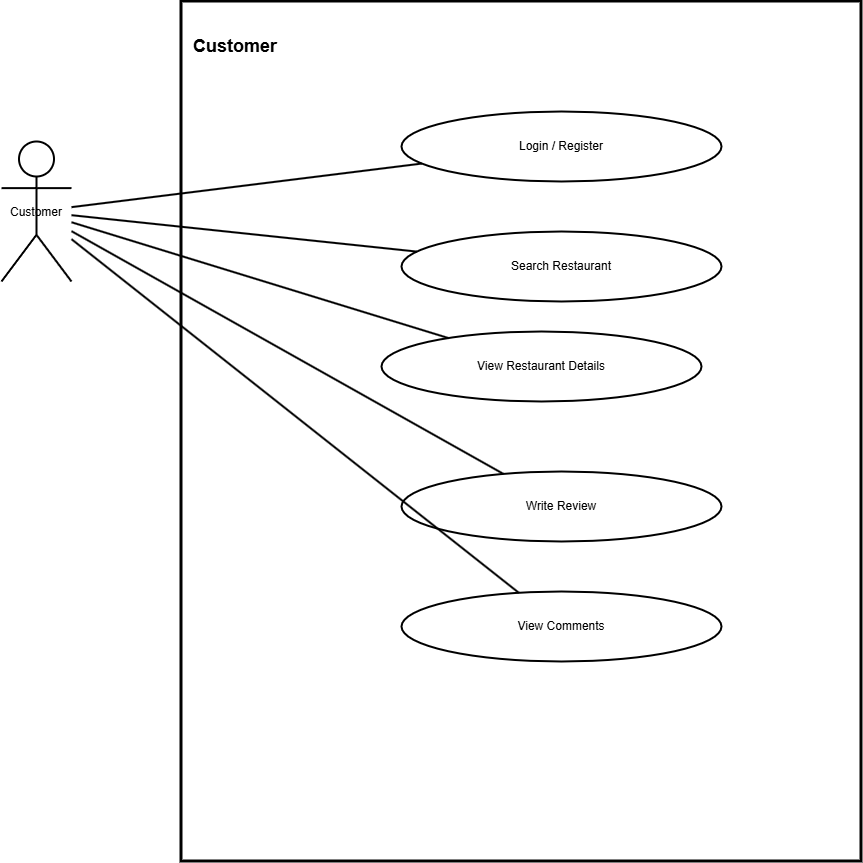 Customer
Customer
Login / Register
Search Restaurant
View Restaurant Details
Write Review
View Comments